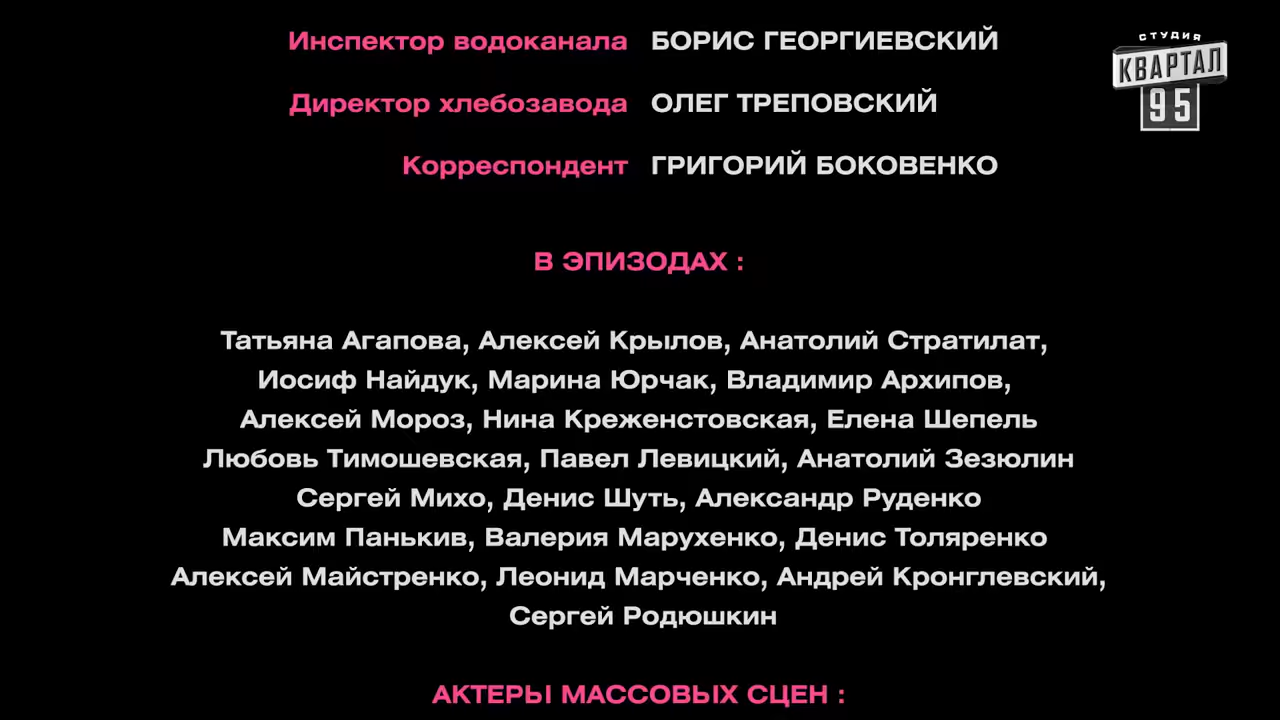 Инспектор водоканала БОРИС ГЕОРГИЕВСКИЙ
Директор хлебозавода ОЛЕГ ТРЕПОВСКИЙ
Корреспондент ГРИГОРИЙ БОКОВЕНКО
СТУДИЯ
КВАРТАЛ
95
В ЭПИЗОДАХ :
Татьяна Агапова, Алексей Крылов, Анатолий Стратилат,
Иосиф Найдук, Марина Юрчак, Владимир Архипов,
Алексей Мороз, Нина Креженстовская, Елена Шепель
Любовь Тимошевская, Павел Левицкий, Анатолий Зезюлин
Сергей Михо, Денис Шуть, Александр Руденко
Максим Панькив, Валерия Марухенко, Денис Толяренко
Алексей Майстренко, Леонид Марченко, Андрей Кронглевский,
Сергей Родюшкин
АКТЕРЫ МАССОВЫХ СЦЕН :